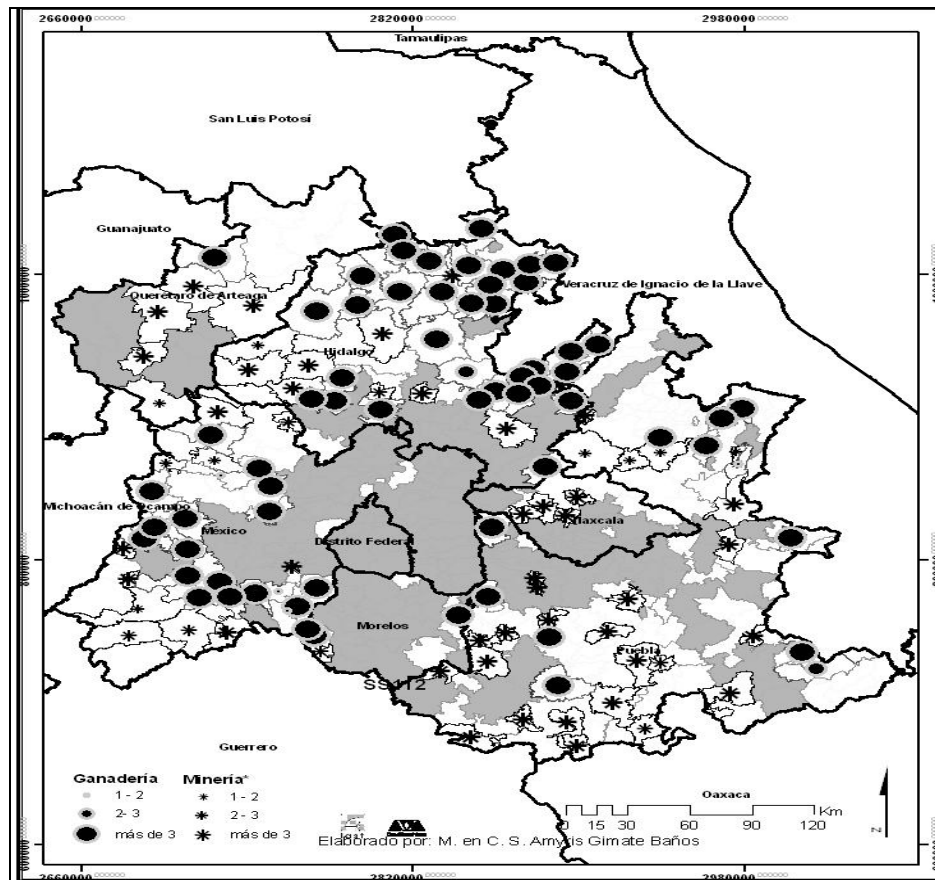 2660000
2820000
2980000
Tamaulipas
San Luis Potosí
Guanajuato
Querétaro de Arteaga
Veracruz de Ignacio de la Llave
Hidalgo
Michoacán de Ocampo
México
Distrito Federal
Tlaxcala
Morelos
Puebla
SS112
Guerrero
Oaxaca
Ganadería
1 - 2
2- 3
más de 3
Minería*
1 - 2
2 - 3
más de 3
Km
0 15 30 60 90 120
Elaborado por: M. en C. S. Amyris Gimate Baños
N
2660000
2820000
2980000